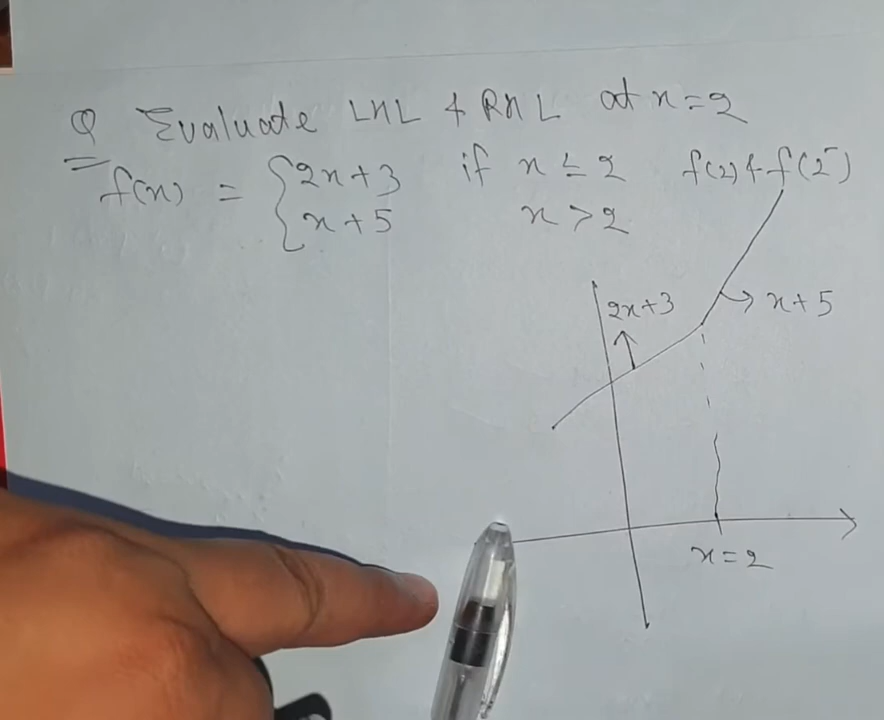 Q Evaluate LHL & RHL at x=2
f(x) = { 2x+3 if x ≤ 2 f(2) & f(2⁻)
x+5 x > 2
2x+3
x+5
x=2